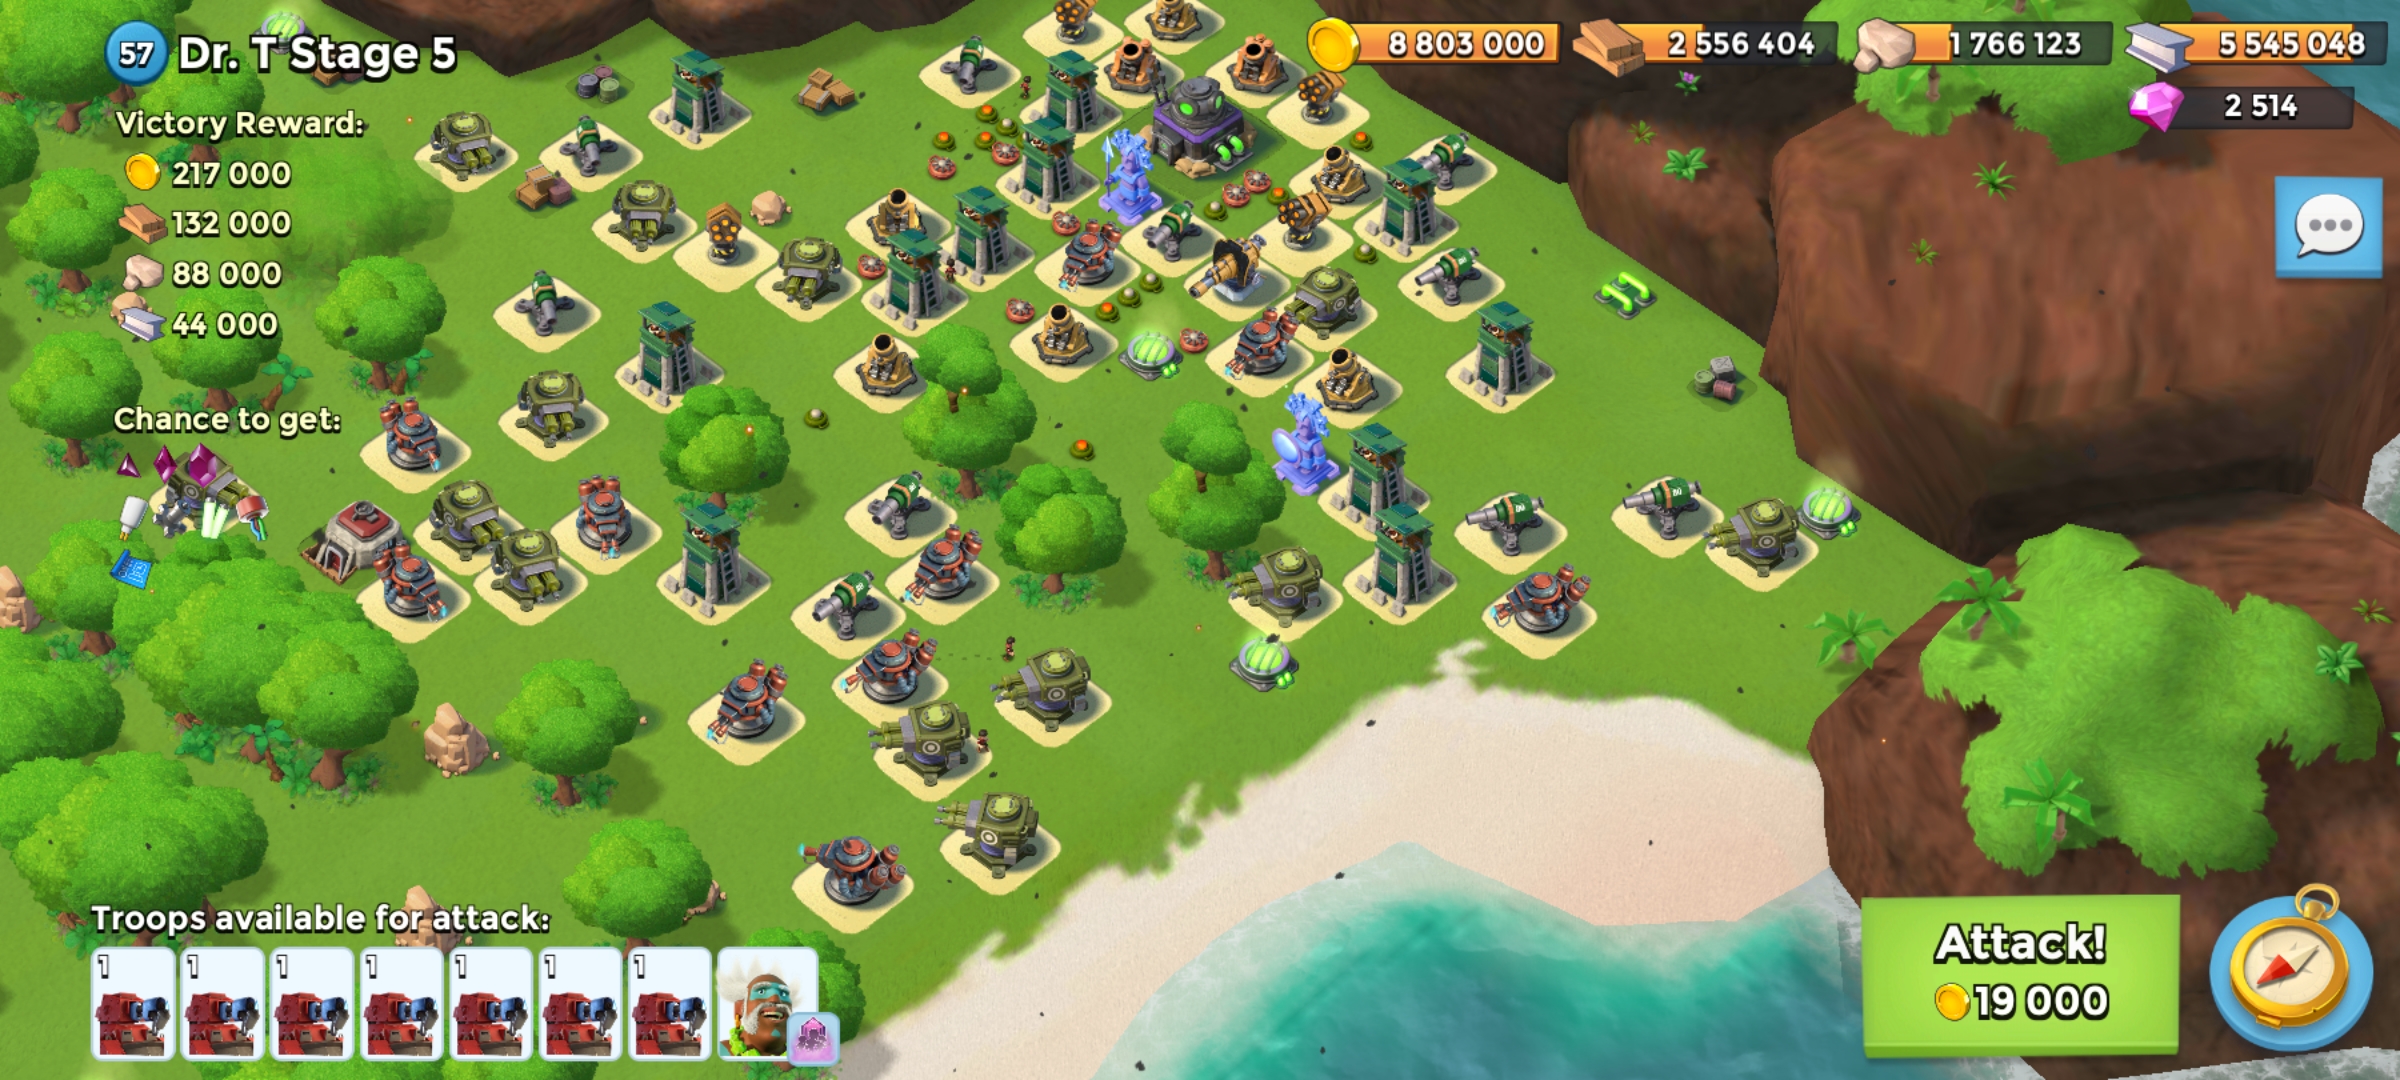 57 Dr. T Stage 5
8 803 000
2 556 404
1 766 123
5 545 048
2 514
Victory Reward:
217 000
132 000
88 000
44 000
Chance to get:
Troops available for attack:
1 1 1 1 1 1 1
Attack!
19 000